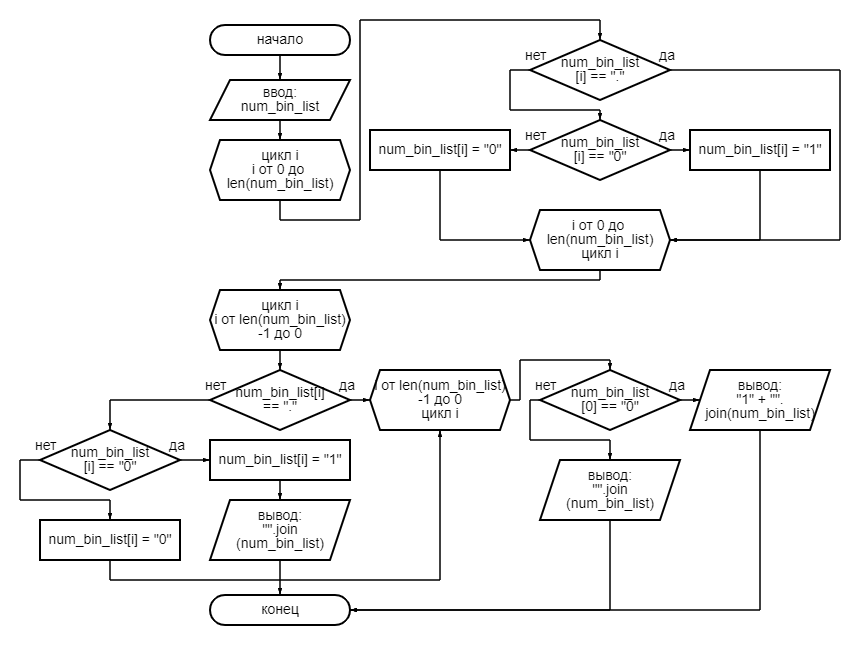 начало
ввод:
num_bin_list
цикл i
i от 0 до
len(num_bin_list)
нет
да
num_bin_list
[i] == "."
нет
да
num_bin_list
[i] == "0"
num_bin_list[i] = "0"
num_bin_list[i] = "1"
i от 0 до
len(num_bin_list)
цикл i
цикл i
i от len(num_bin_list)
-1 до 0
нет
да
num_bin_list[i]
== "."
i от len(num_bin_list)
-1 до 0
цикл i
нет
да
num_bin_list
[0] == "0"
вывод:
"1" + "".
join(num_bin_list)
нет
да
num_bin_list
[i] == "0"
num_bin_list[i] = "1"
вывод:
"".join
(num_bin_list)
вывод:
"".join
(num_bin_list)
num_bin_list[i] = "0"
конец